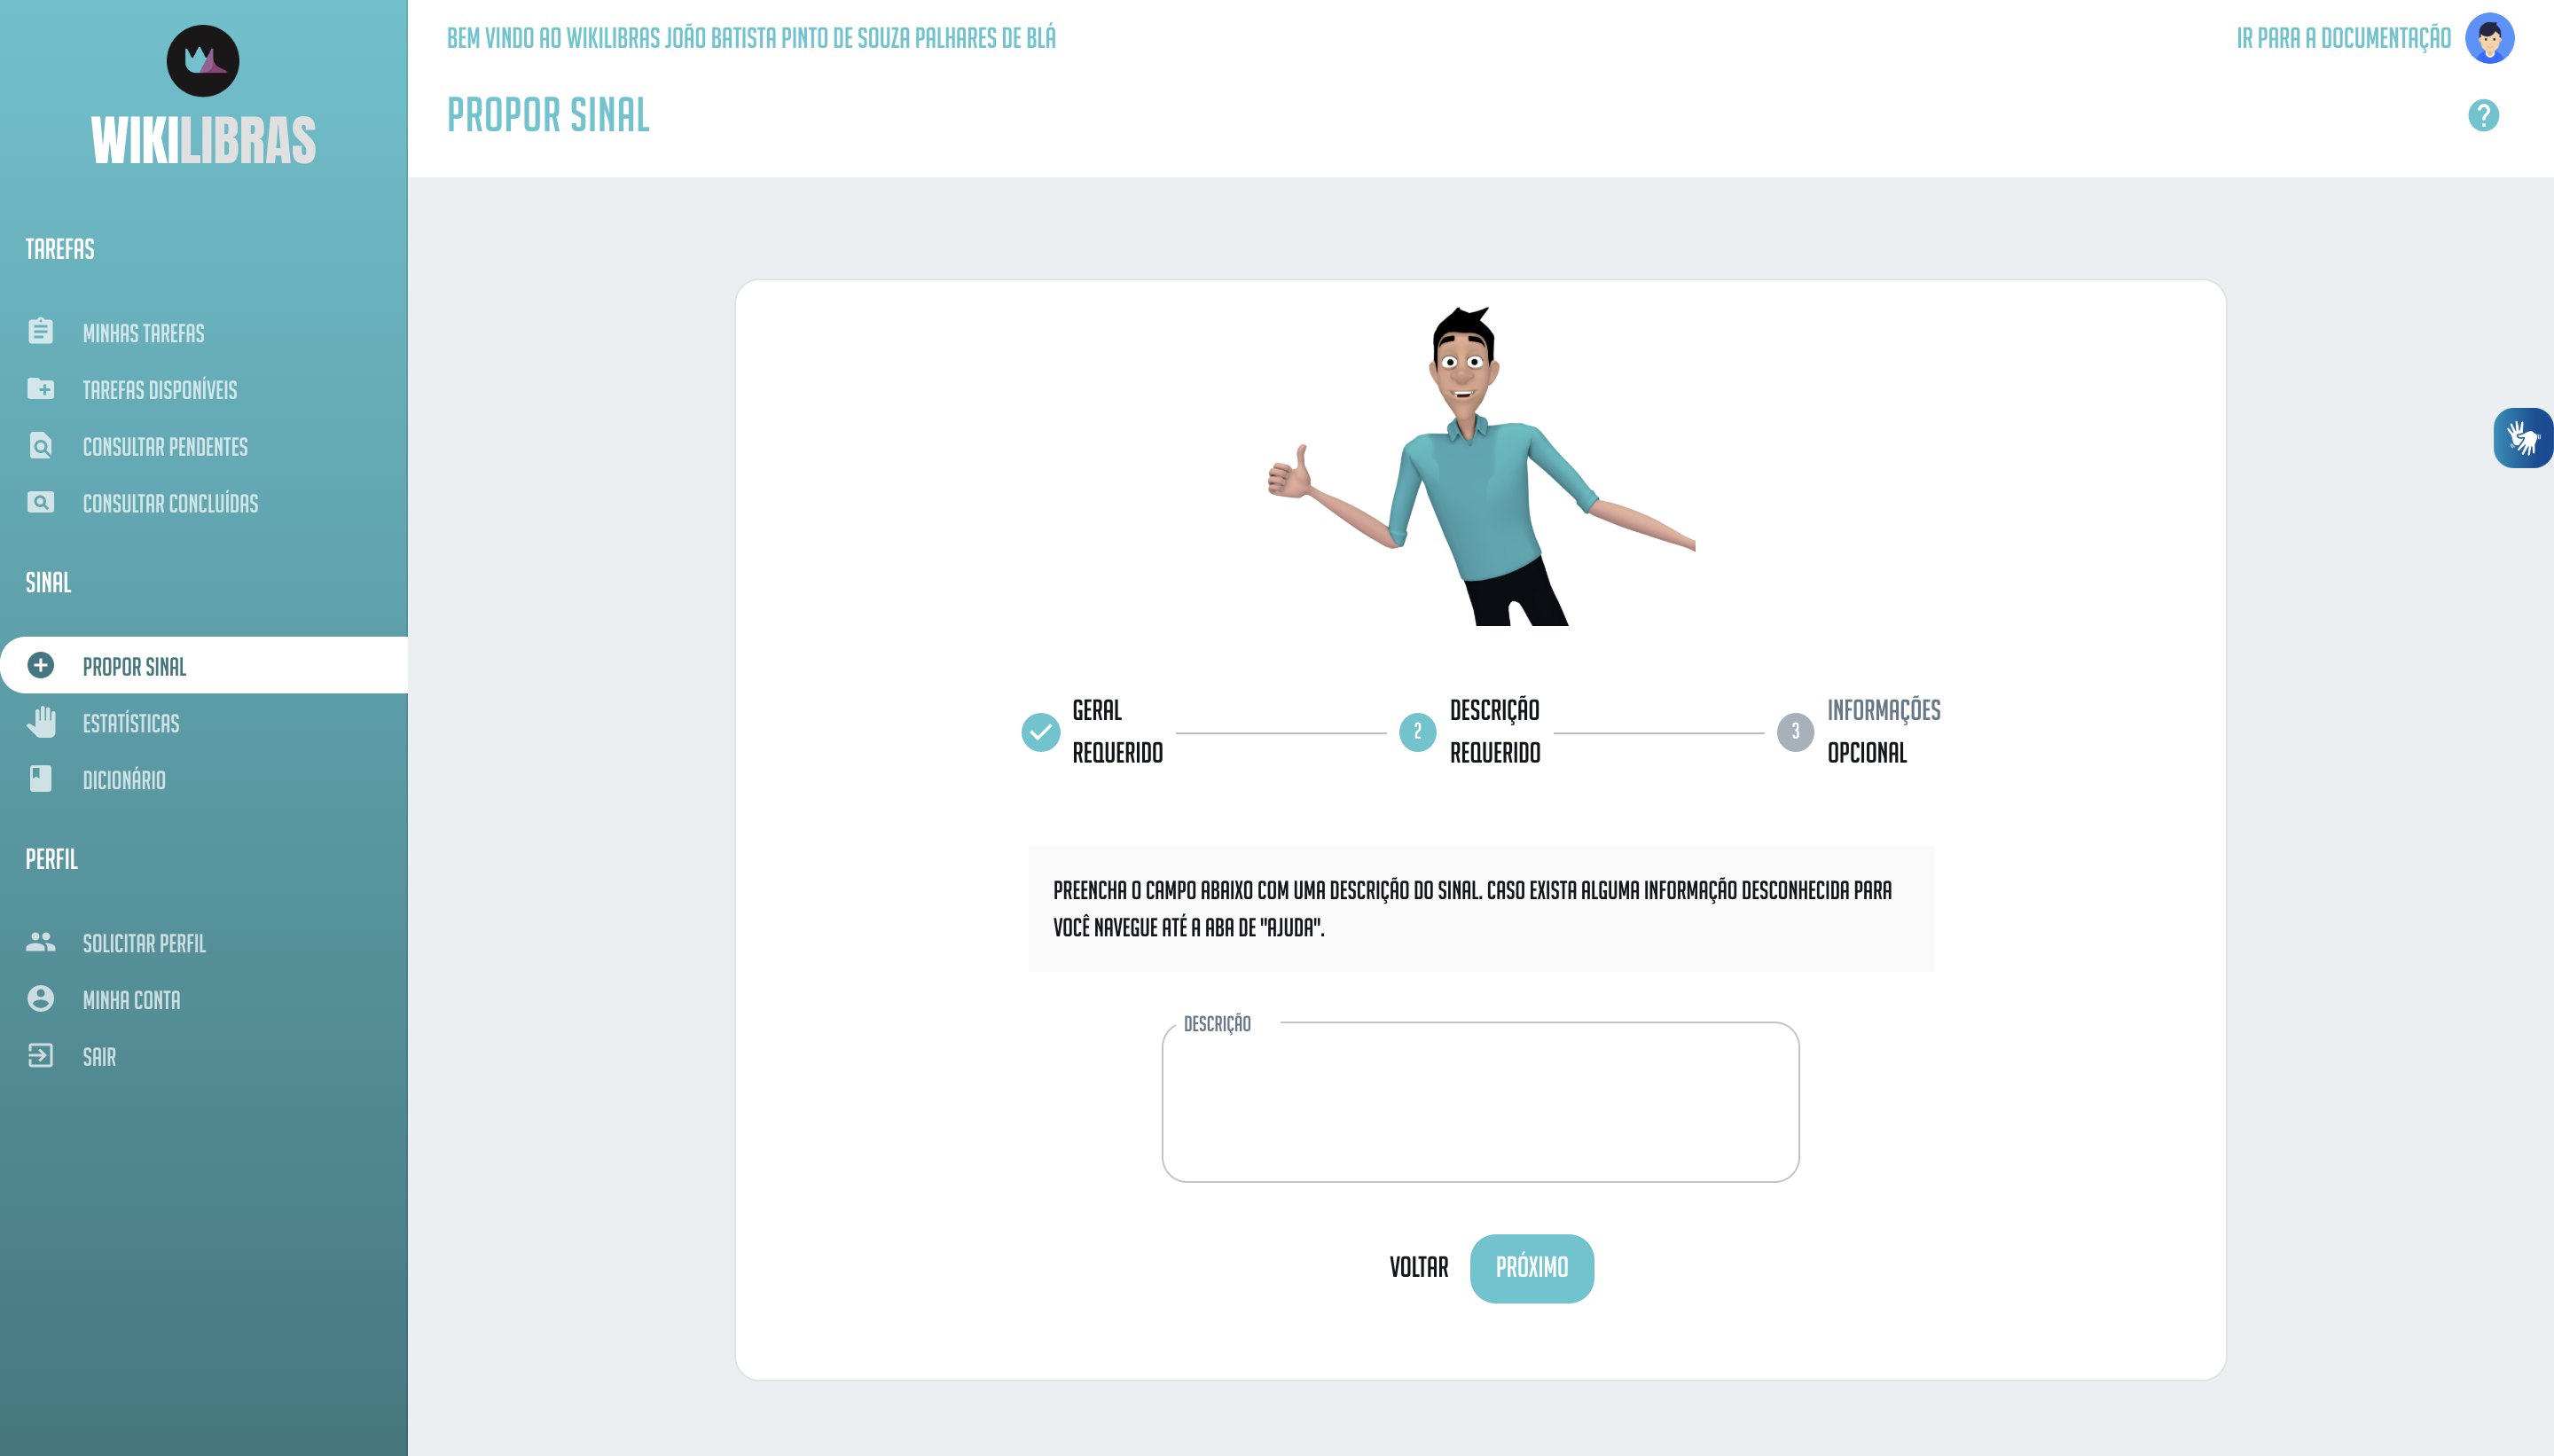 WIKILIBRAS
TAREFAS
MINHAS TAREFAS
TAREFAS DISPONÍVEIS
CONSULTAR PENDENTES
CONSULTAR CONCLUÍDAS
SINAL
PROPOR SINAL
ESTATÍSTICAS
DICIONÁRIO
PERFIL
SOLICITAR PERFIL
MINHA CONTA
SAIR
BEM VINDO AO WIKILIBRAS JOÃO BATISTA PINTO DE SOUZA PALHARES DE BLÁ
IR PARA A DOCUMENTAÇÃO
PROPOR SINAL
?
GERAL
REQUERIDO
2
DESCRIÇÃO
REQUERIDO
3
INFORMAÇÕES
OPCIONAL
PREENCHA O CAMPO ABAIXO COM UMA DESCRIÇÃO DO SINAL. CASO EXISTA ALGUMA INFORMAÇÃO DESCONHECIDA PARA
VOCÊ NAVEGUE ATÉ A ABA DE "AJUDA".
DESCRIÇÃO
VOLTAR
PRÓXIMO